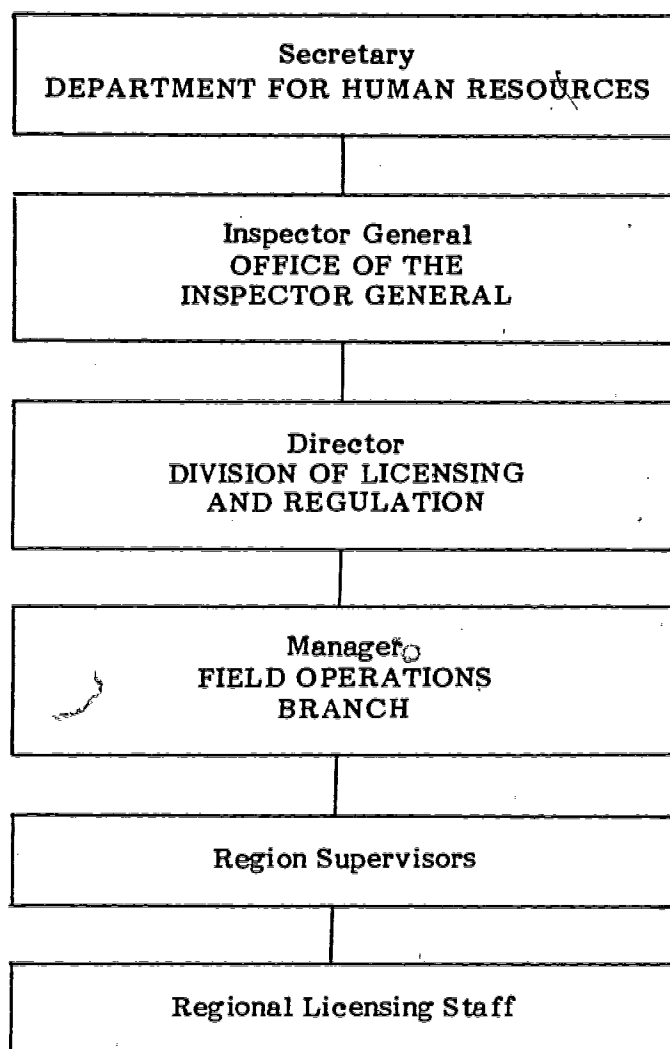 Secretary
DEPARTMENT FOR HUMAN RESOURCES
Inspector General
OFFICE OF THE
INSPECTOR GENERAL
Director
DIVISION OF LICENSING
AND REGULATION
Manager
FIELD OPERATIONS
BRANCH
Region Supervisors
Regional Licensing Staff